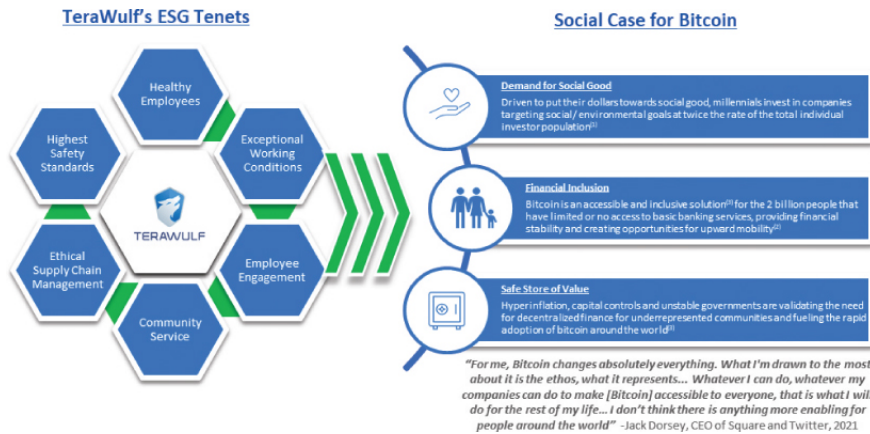 TeraWulf's ESG Tenets
Healthy
Employees
Highest
Safety
Standards
Exceptional
Working
Conditions
TERAWULF
Ethical
Supply Chain
Management
Employee
Engagement
Community
Service
Social Case for Bitcoin
Demand for Social Good
Driven to put their dollars towards social good, millennials invest in companies
targeting social/ environmental goals at twice the rate of the total individual
investor population(1)
Financial Inclusion
Bitcoin is an accessible and inclusive solution(3) for the 2 billion people that
have limited or no access to basic banking services, providing financial
stability and creating opportunities for upward mobility(2)
Safe Store of Value
Hyperinflation, capital controls and unstable governments are validating the need
for decentralized finance for underrepresented communities and fueling the rapid
adoption of bitcoin around the world(3)
"For me, Bitcoin changes absolutely everything. What I'm drawn to the most
about it is the ethos, what it represents... Whatever I can do, whatever my
companies can do to make [Bitcoin] accessible to everyone, that is what I will
do for the rest of my life... I don't think there is anything more enabling for
people around the world" -Jack Dorsey, CEO of Square and Twitter, 2021